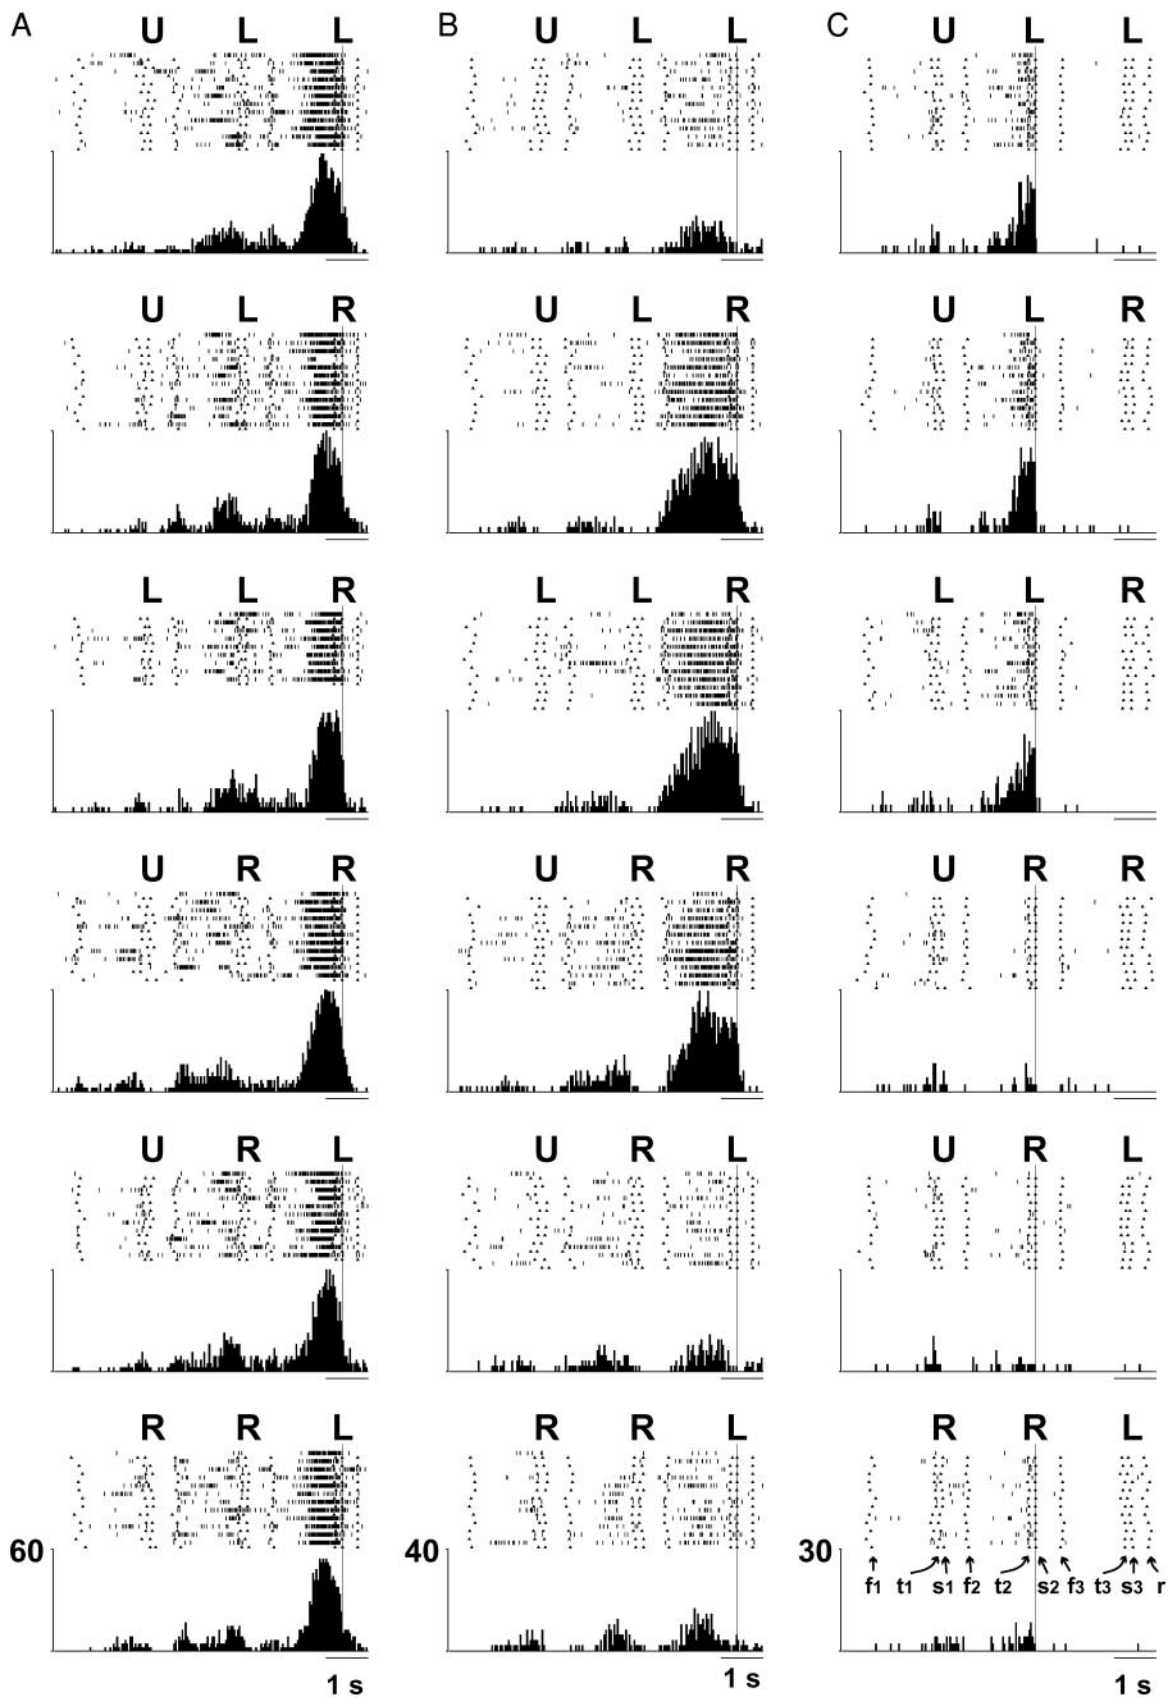 A U L L B U L L C U L L
U L R U L R U L R
L L R L L R L L R
U R R U R R U R R
U R L U R L U R L
R R L R R L R R L
60 40 30
f1 t1 s1 f2 t2 s2 f3 t3 s3 r
1 s 1 s 1 s